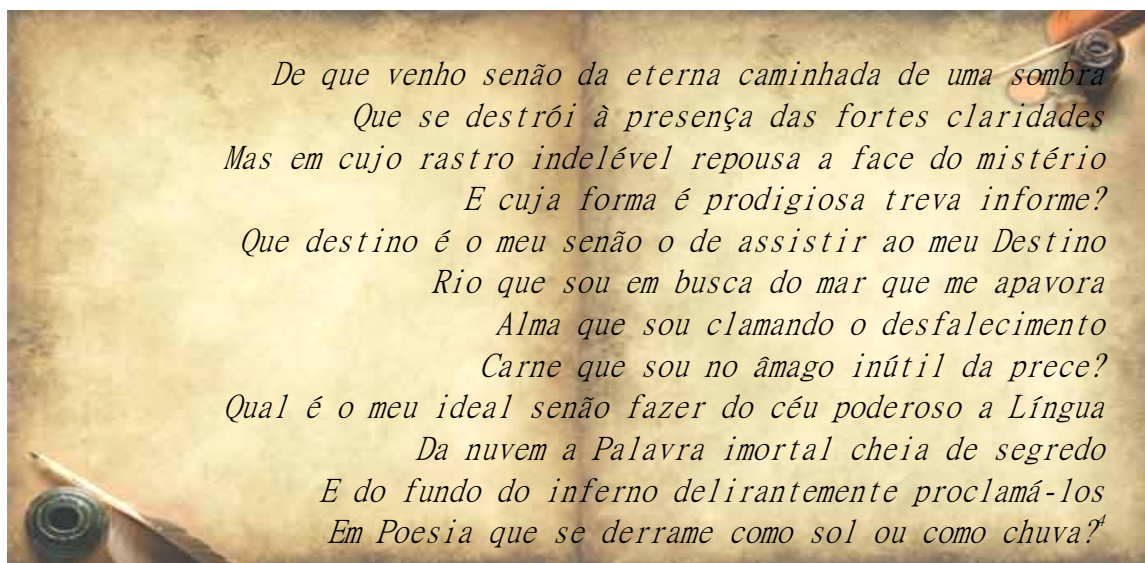 De que venho senão da eterna caminhada de uma sombra
Que se destrói à presença das fortes claridades
Mas em cujo rastro indelével repousa a face do mistério
E cuja forma é prodigiosa treva informe?
Que destino é o meu senão o de assistir ao meu Destino
Rio que sou em busca do mar que me apavora
Alma que sou clamando o desfalecimento
Carne que sou no âmago inútil da prece?
Qual é o meu ideal senão fazer do céu poderoso a Língua
Da nuvem a Palavra imortal cheia de segredo
E do fundo do inferno delirantemente proclamá-los
Em Poesia que se derrame como sol ou como chuva?⁴